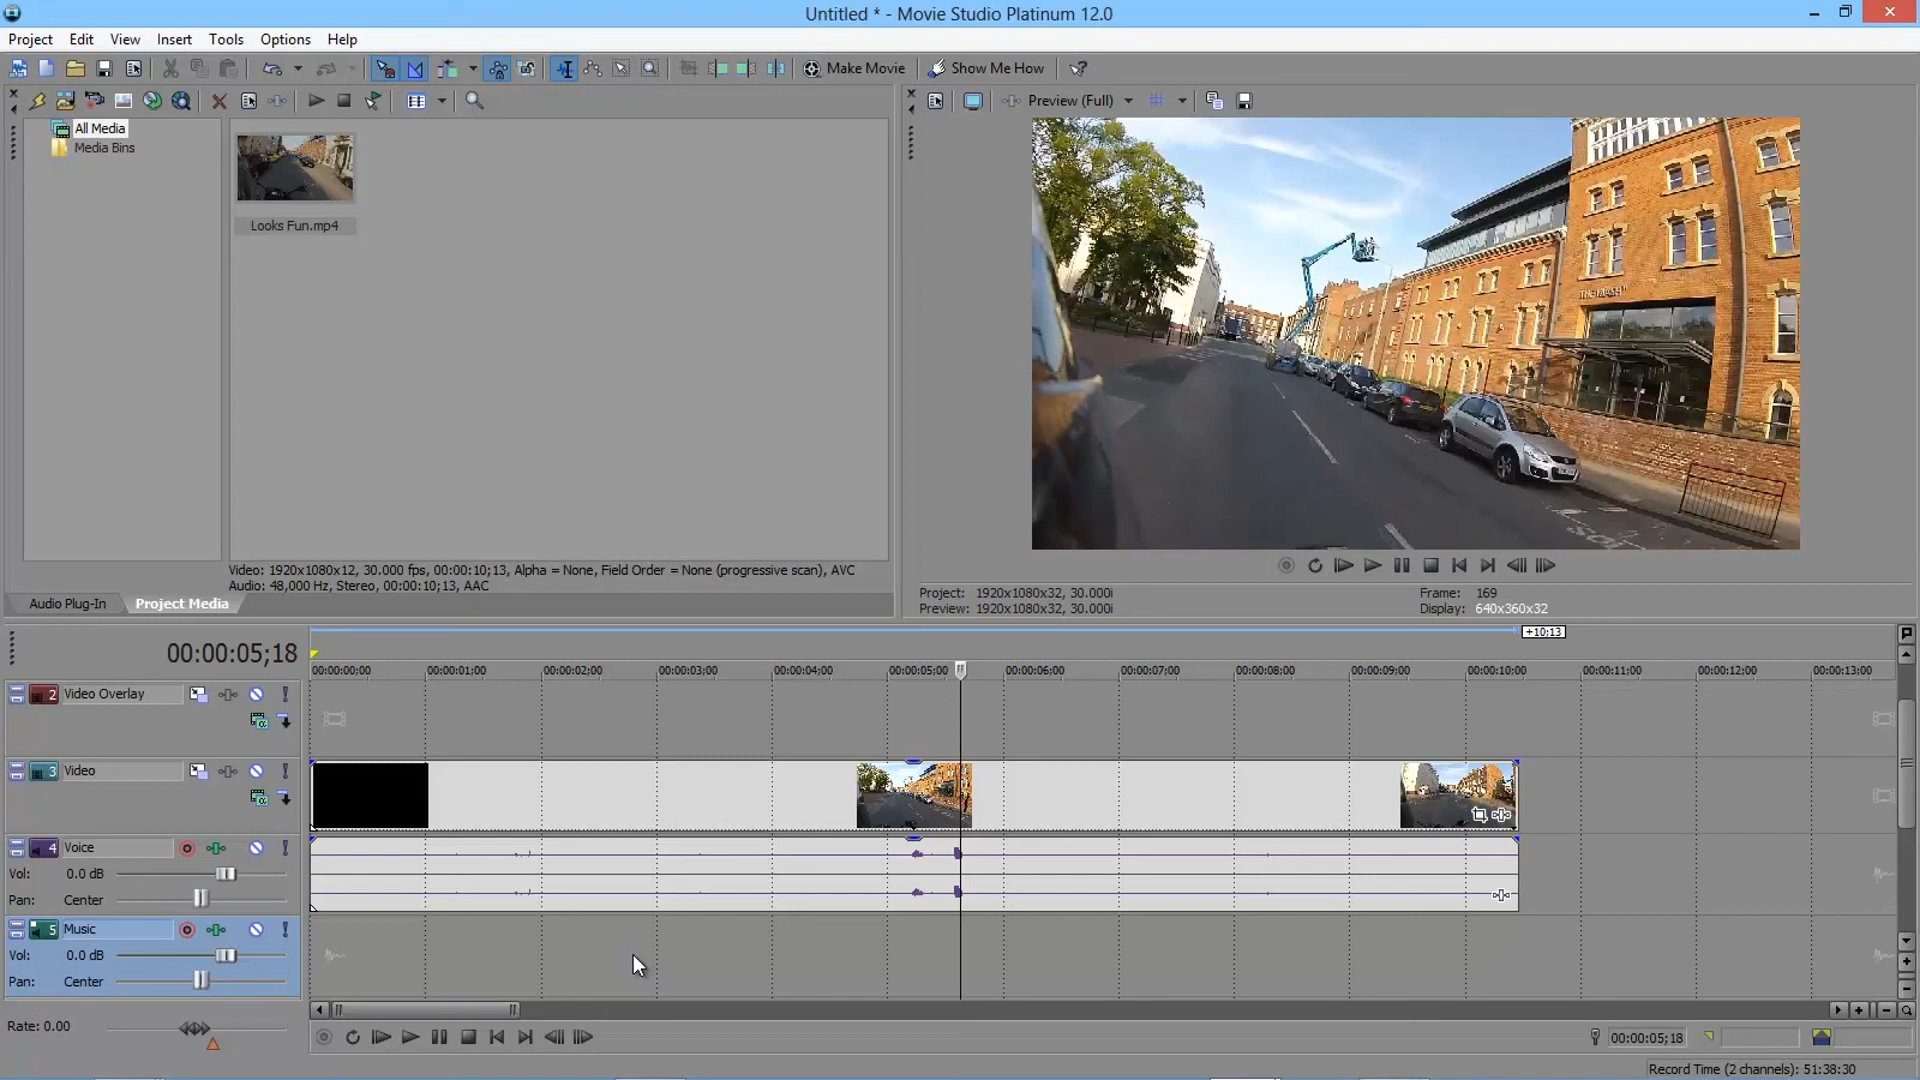 Untitled * - Movie Studio Platinum 12.0
Project Edit View Insert Tools Options Help
Make Movie Show Me How
All Media
Media Bins
Looks Fun.mp4
Video: 1920x1080x12, 30.000 fps, 00:00:10;13, Alpha = None, Field Order = None (progressive scan), AVC
Audio: 48,000 Hz, Stereo, 00:00:10;13, AAC
Audio Plug-In Project Media
Preview (Full)
Project: 1920x1080x32, 30.000i Frame: 169
Preview: 1920x1080x32, 30.000i Display: 640x360x32
00:00:05;18
+10;13
00:00:00;00 00:00:01;00 00:00:02;00 00:00:03;00 00:00:04;00 00:00:05;00 00:00:06;00 00:00:07;00 00:00:08;00 00:00:09;00 00:00:10;00 00:00:11;00 00:00:12;00 00:00:13;00
2 Video Overlay
3 Video
4 Voice
Vol: 0.0 dB
Pan: Center
5 Music
Vol: 0.0 dB
Pan: Center
Rate: 0.00
00:00:05;18
Record Time (2 channels): 51:38:30